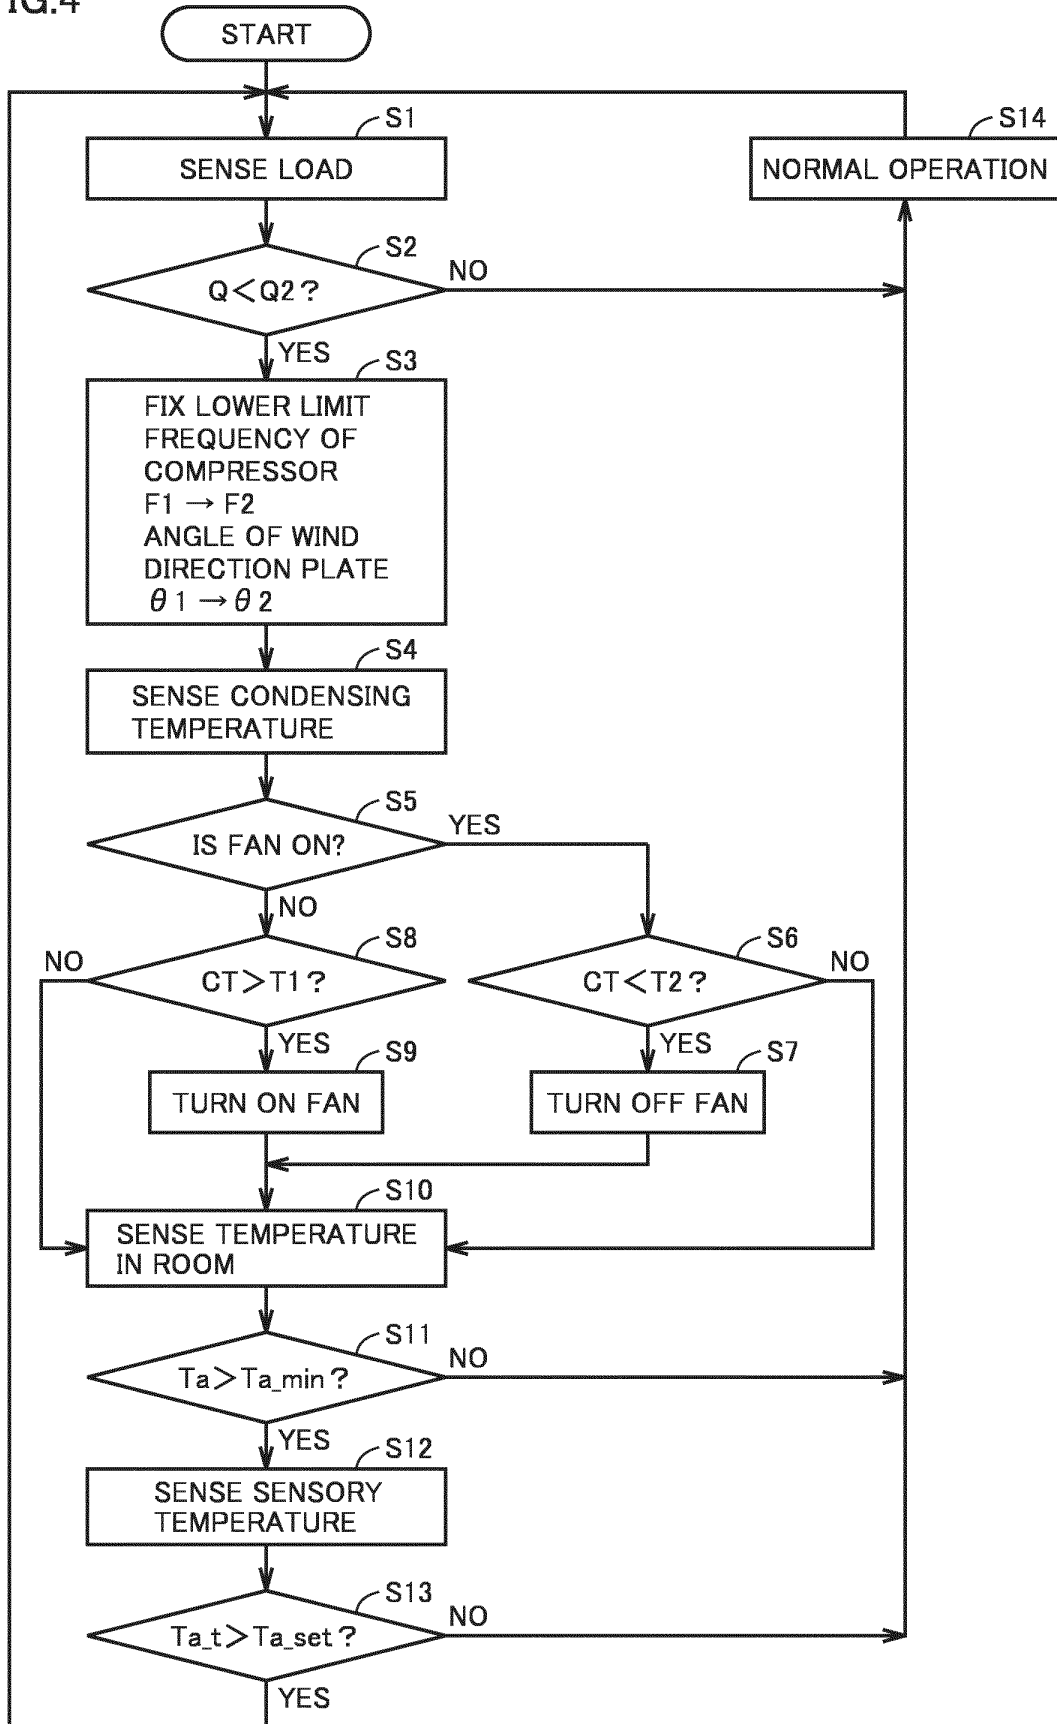 IG.4
START
S1
SENSE LOAD
S14
NORMAL OPERATION
S2
Q<Q2?
NO
YES
S3
FIX LOWER LIMIT
FREQUENCY OF
COMPRESSOR
F1 → F2
ANGLE OF WIND
DIRECTION PLATE
θ1 → θ2
S4
SENSE CONDENSING
TEMPERATURE
S5
IS FAN ON?
YES
NO
S8
CT>T1?
NO
YES
S6
CT<T2?
NO
YES
S9
TURN ON FAN
S7
TURN OFF FAN
S10
SENSE TEMPERATURE
IN ROOM
S11
Ta>Ta_min?
NO
YES
S12
SENSE SENSORY
TEMPERATURE
S13
Ta_t>Ta_set?
NO
YES